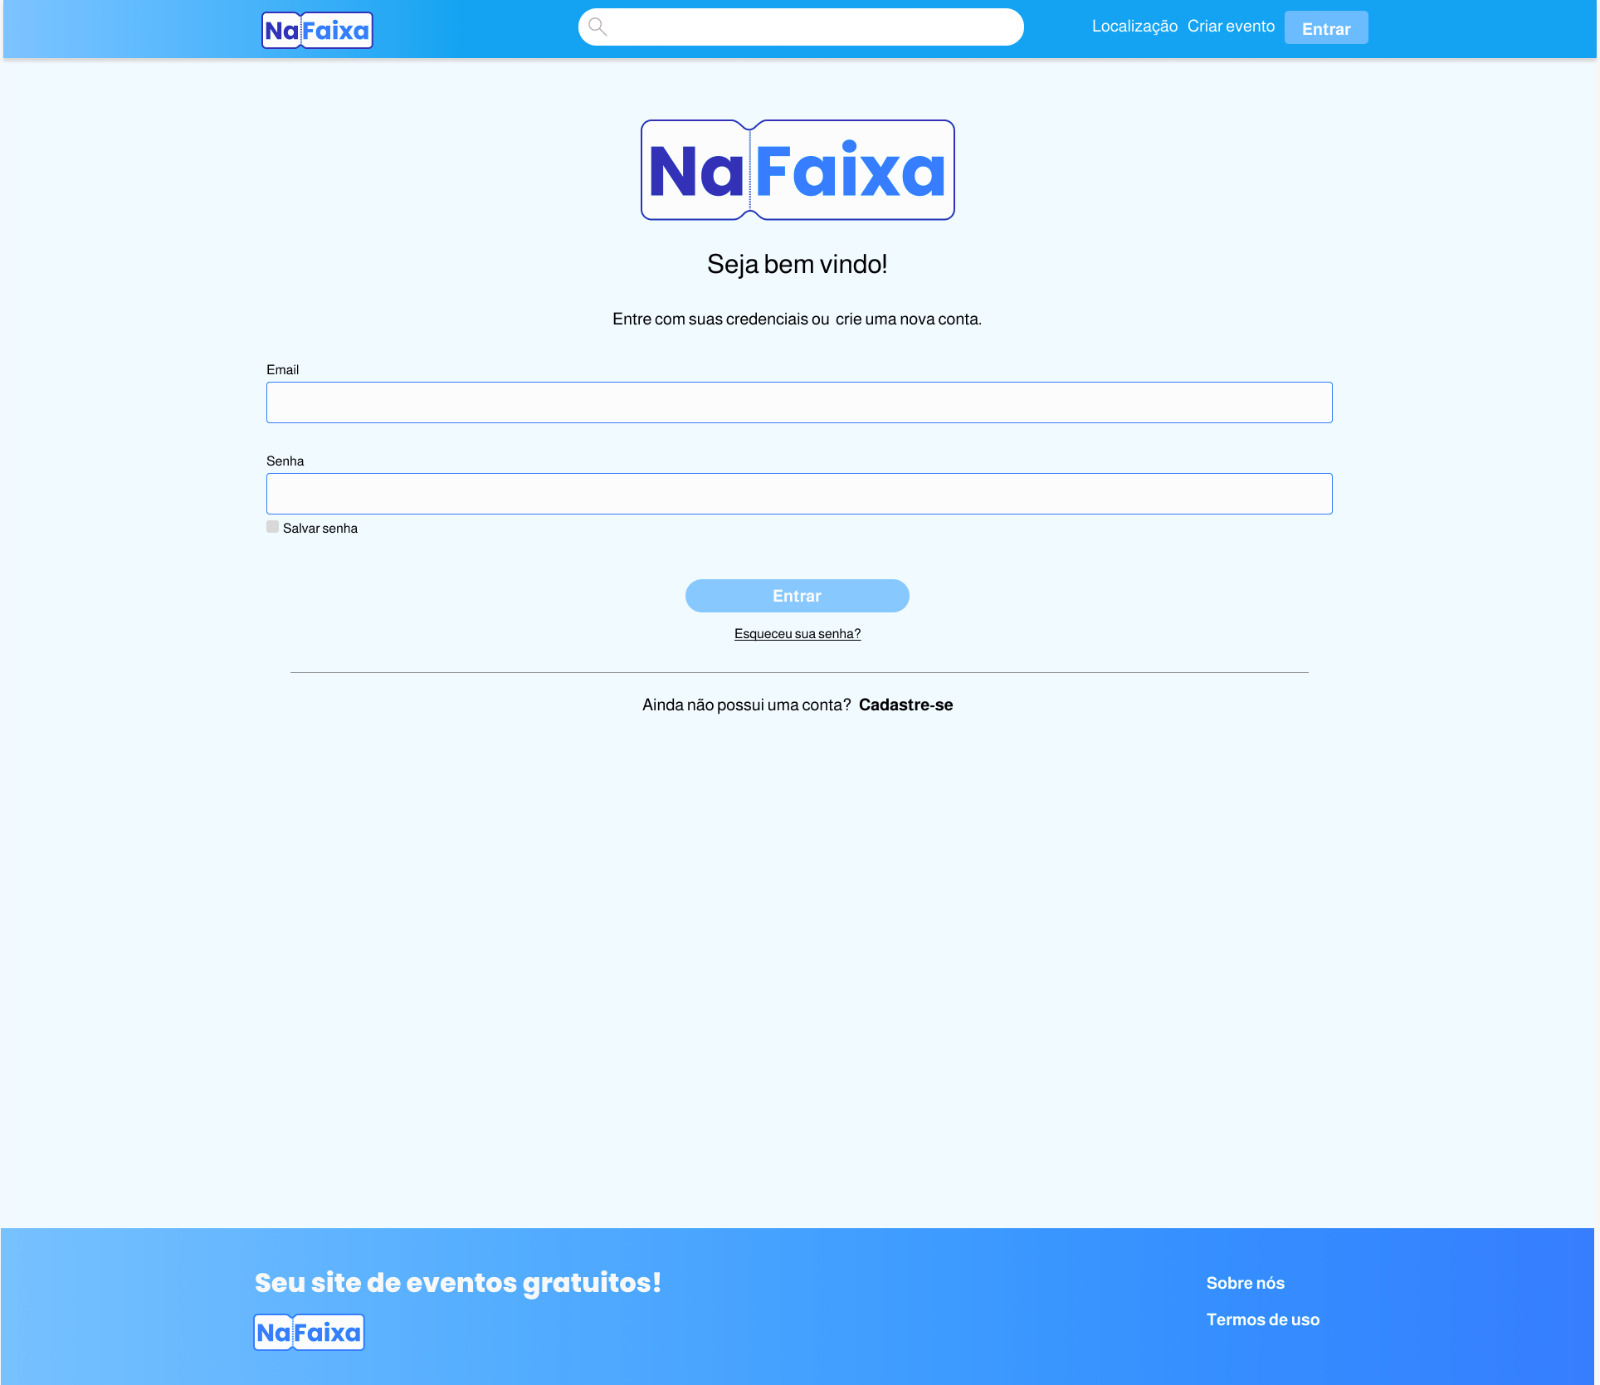 NaFaixa
Localização Criar evento Entrar
NaFaixa
Seja bem vindo!
Entre com suas credenciais ou  crie uma nova conta.
Email
Senha
Salvar senha
Entrar
Esqueceu sua senha?
Ainda não possui uma conta?  Cadastre-se
Seu site de eventos gratuitos!
NaFaixa
Sobre nós
Termos de uso